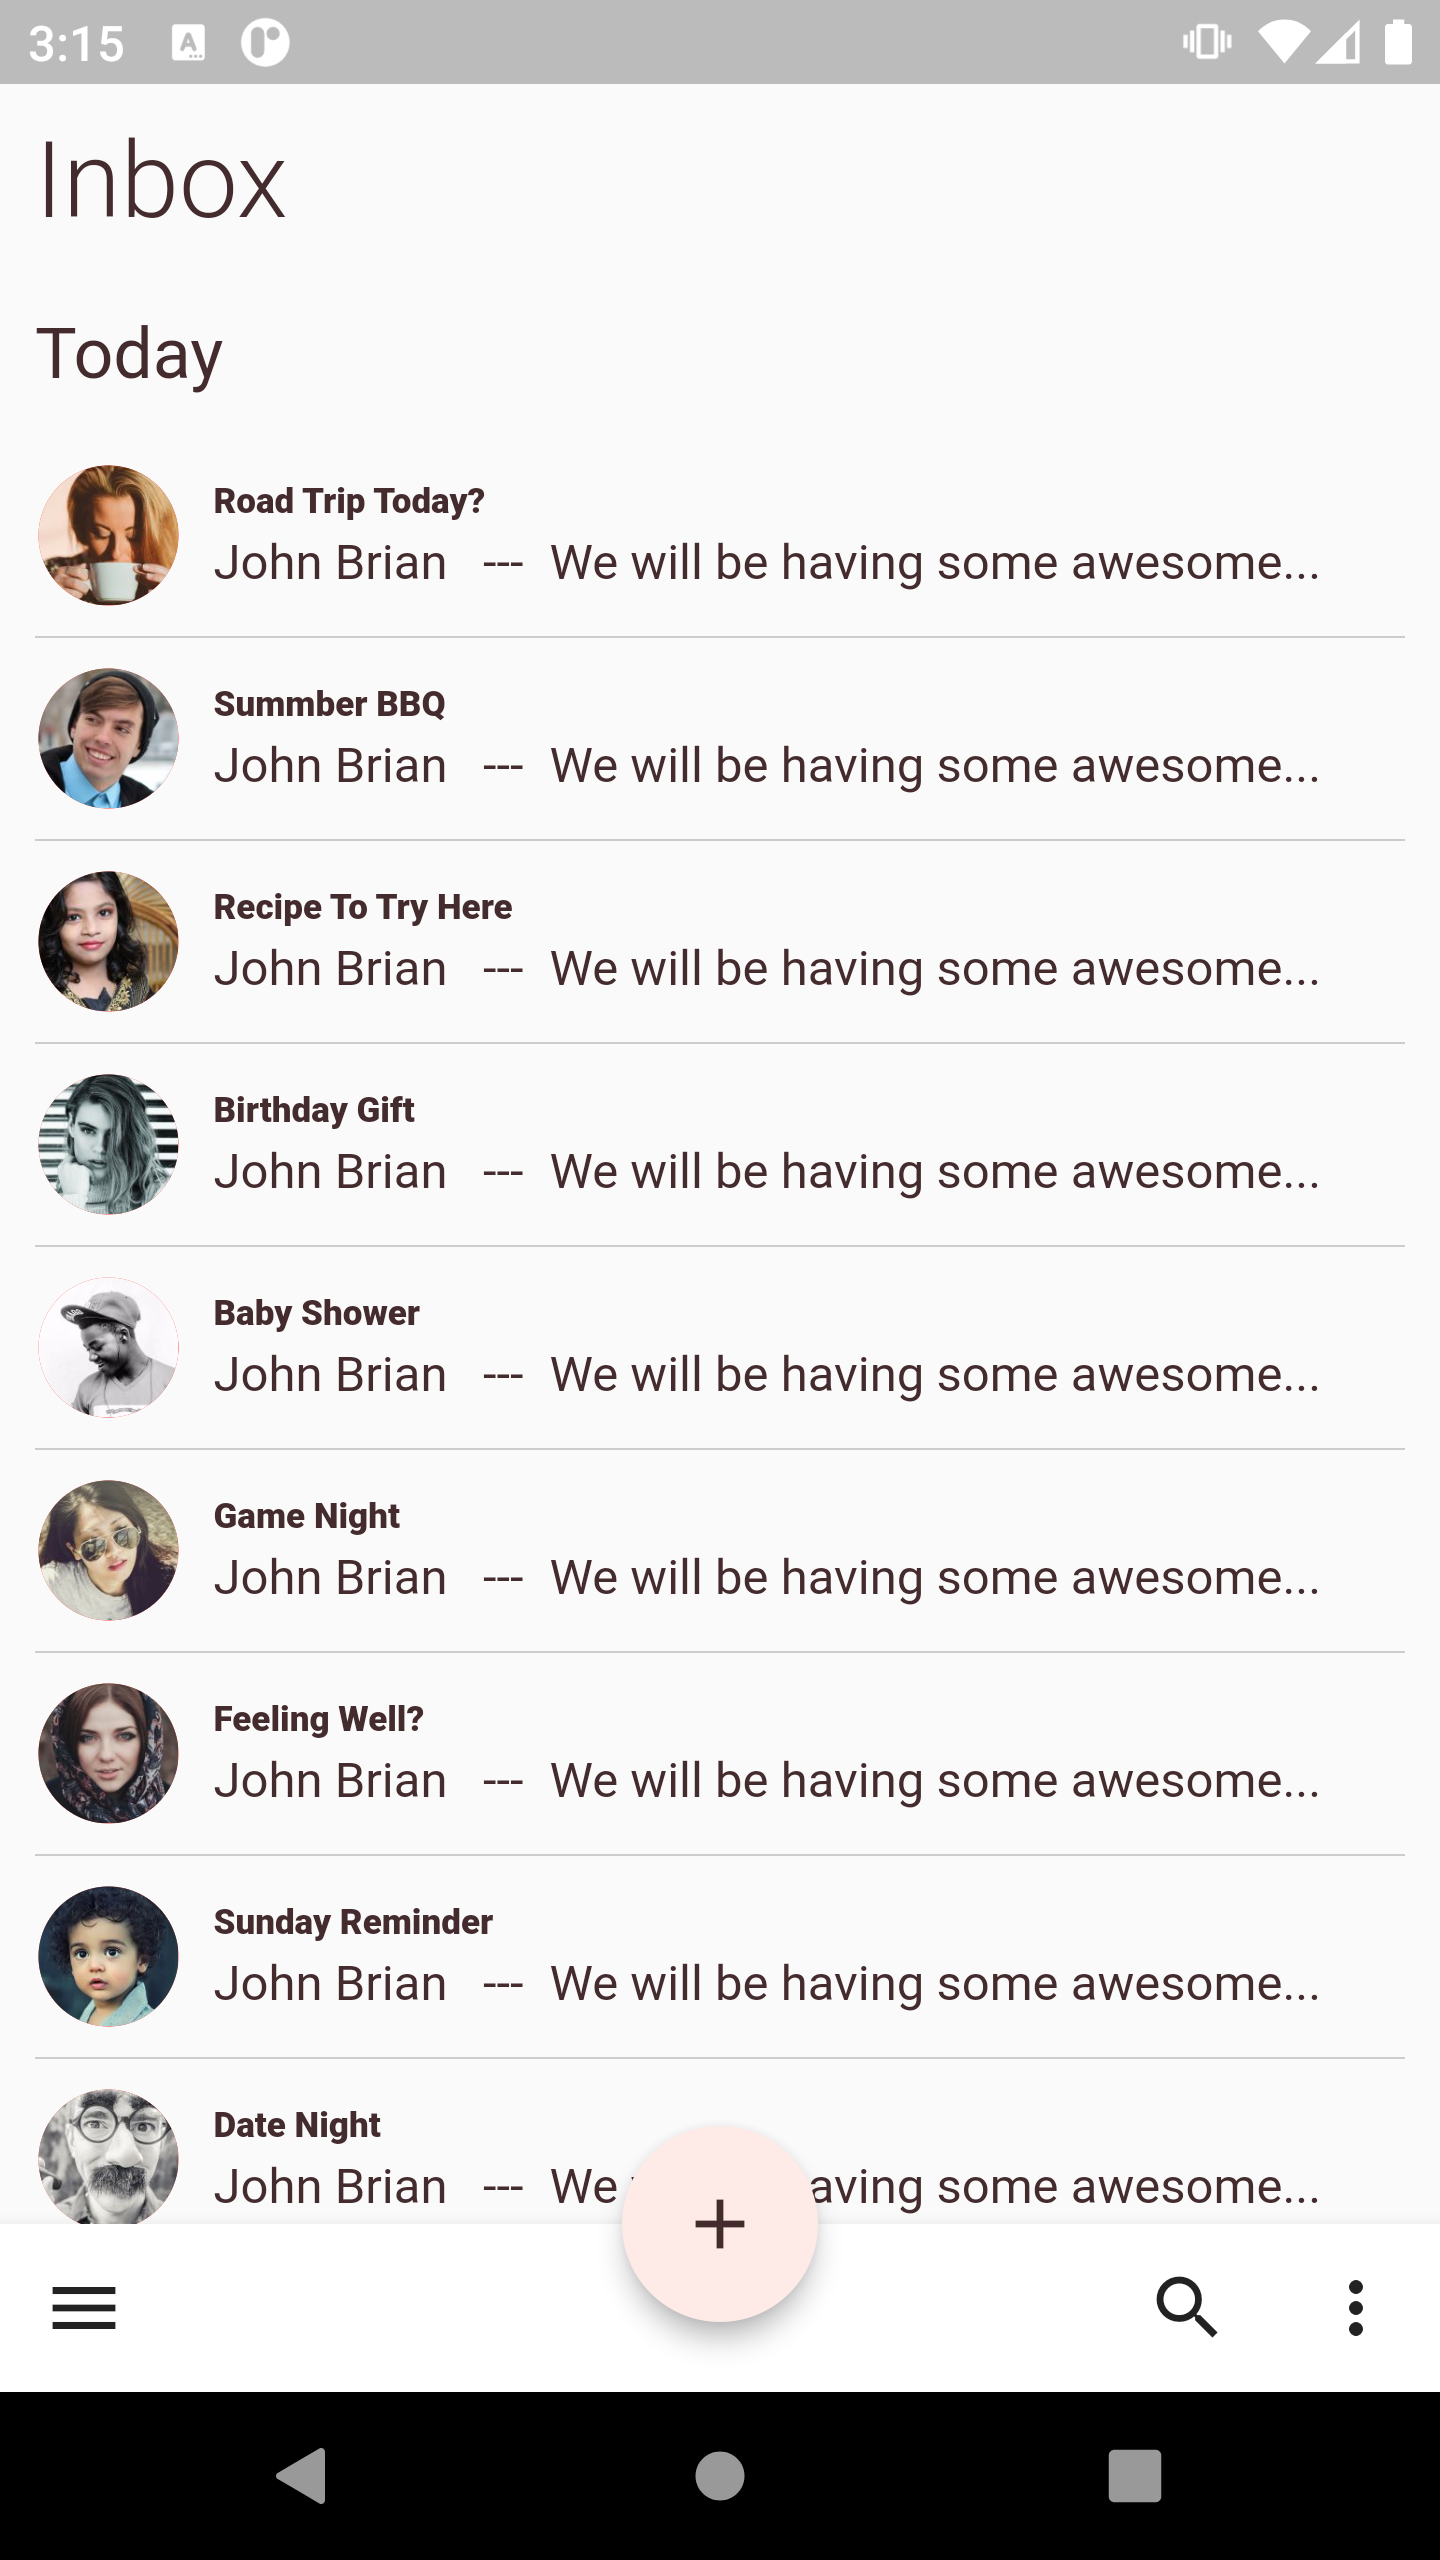 3:15
Inbox
Today
Road Trip Today?
John Brian --- We will be having some awesome...
Summber BBQ
John Brian --- We will be having some awesome...
Recipe To Try Here
John Brian --- We will be having some awesome...
Birthday Gift
John Brian --- We will be having some awesome...
Baby Shower
John Brian --- We will be having some awesome...
Game Night
John Brian --- We will be having some awesome...
Feeling Well?
John Brian --- We will be having some awesome...
Sunday Reminder
John Brian --- We will be having some awesome...
Date Night
John Brian --- We aving some awesome...